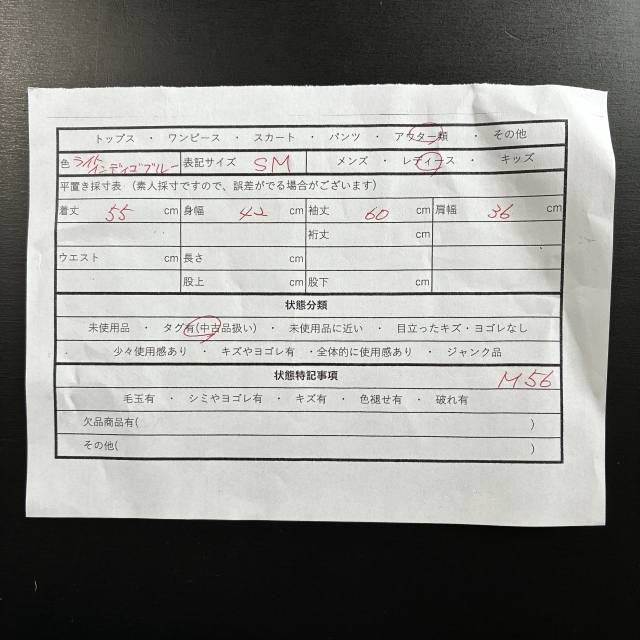 トップス ・ ワンピース ・ スカート ・ パンツ ・ アウター類 ・ その他
色 ライトインディゴブルー 表記サイズ SM メンズ ・ レディース ・ キッズ
平置き採寸表 (素人採寸ですので、誤差がでる場合がございます)
着丈 55 cm 身幅 42 cm 袖丈 60 cm 肩幅 36 cm
裄丈 cm
ウエスト cm 長さ cm
股上 cm 股下 cm
状態分類
未使用品 ・ タグ有(中古品扱い) ・ 未使用品に近い ・ 目立ったキズ・ヨゴレなし
少々使用感あり ・ キズやヨゴレ有 ・全体的に使用感あり ・ ジャンク品
状態特記事項 M56
毛玉有 ・ シミやヨゴレ有 ・ キズ有 ・ 色褪せ有 ・ 破れ有
欠品商品有( )
その他( )